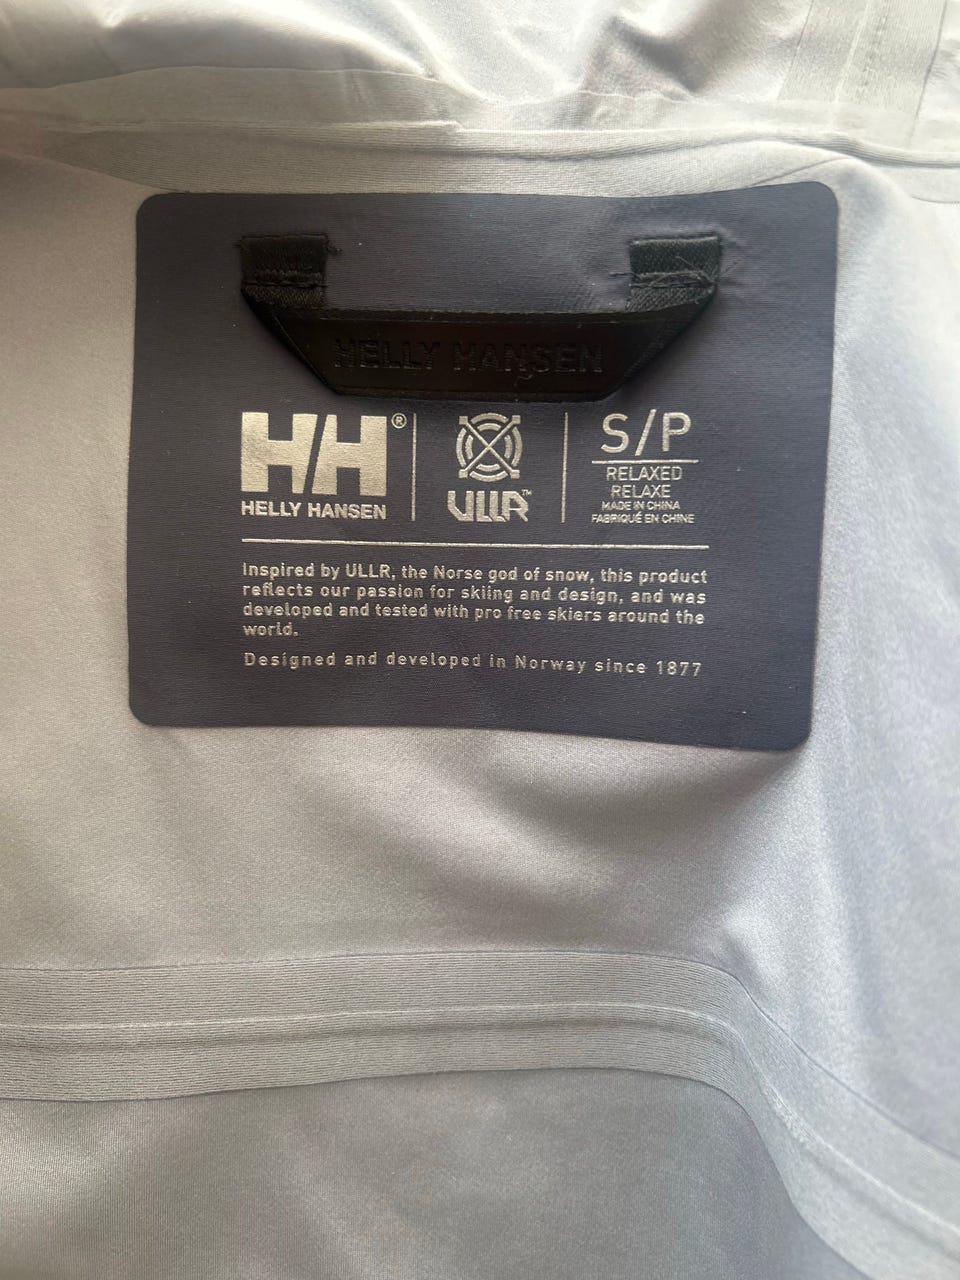 HELLY HANSEN
HH®
HELLY HANSEN
ULLR™
S/P
RELAXED
RELAXE
MADE IN CHINA
FABRIQUÉ EN CHINE
Inspired by ULLR, the Norse god of snow, this product
reflects our passion for skiing and design, and was
developed and tested with pro free skiers around the
world.
Designed and developed in Norway since 1877